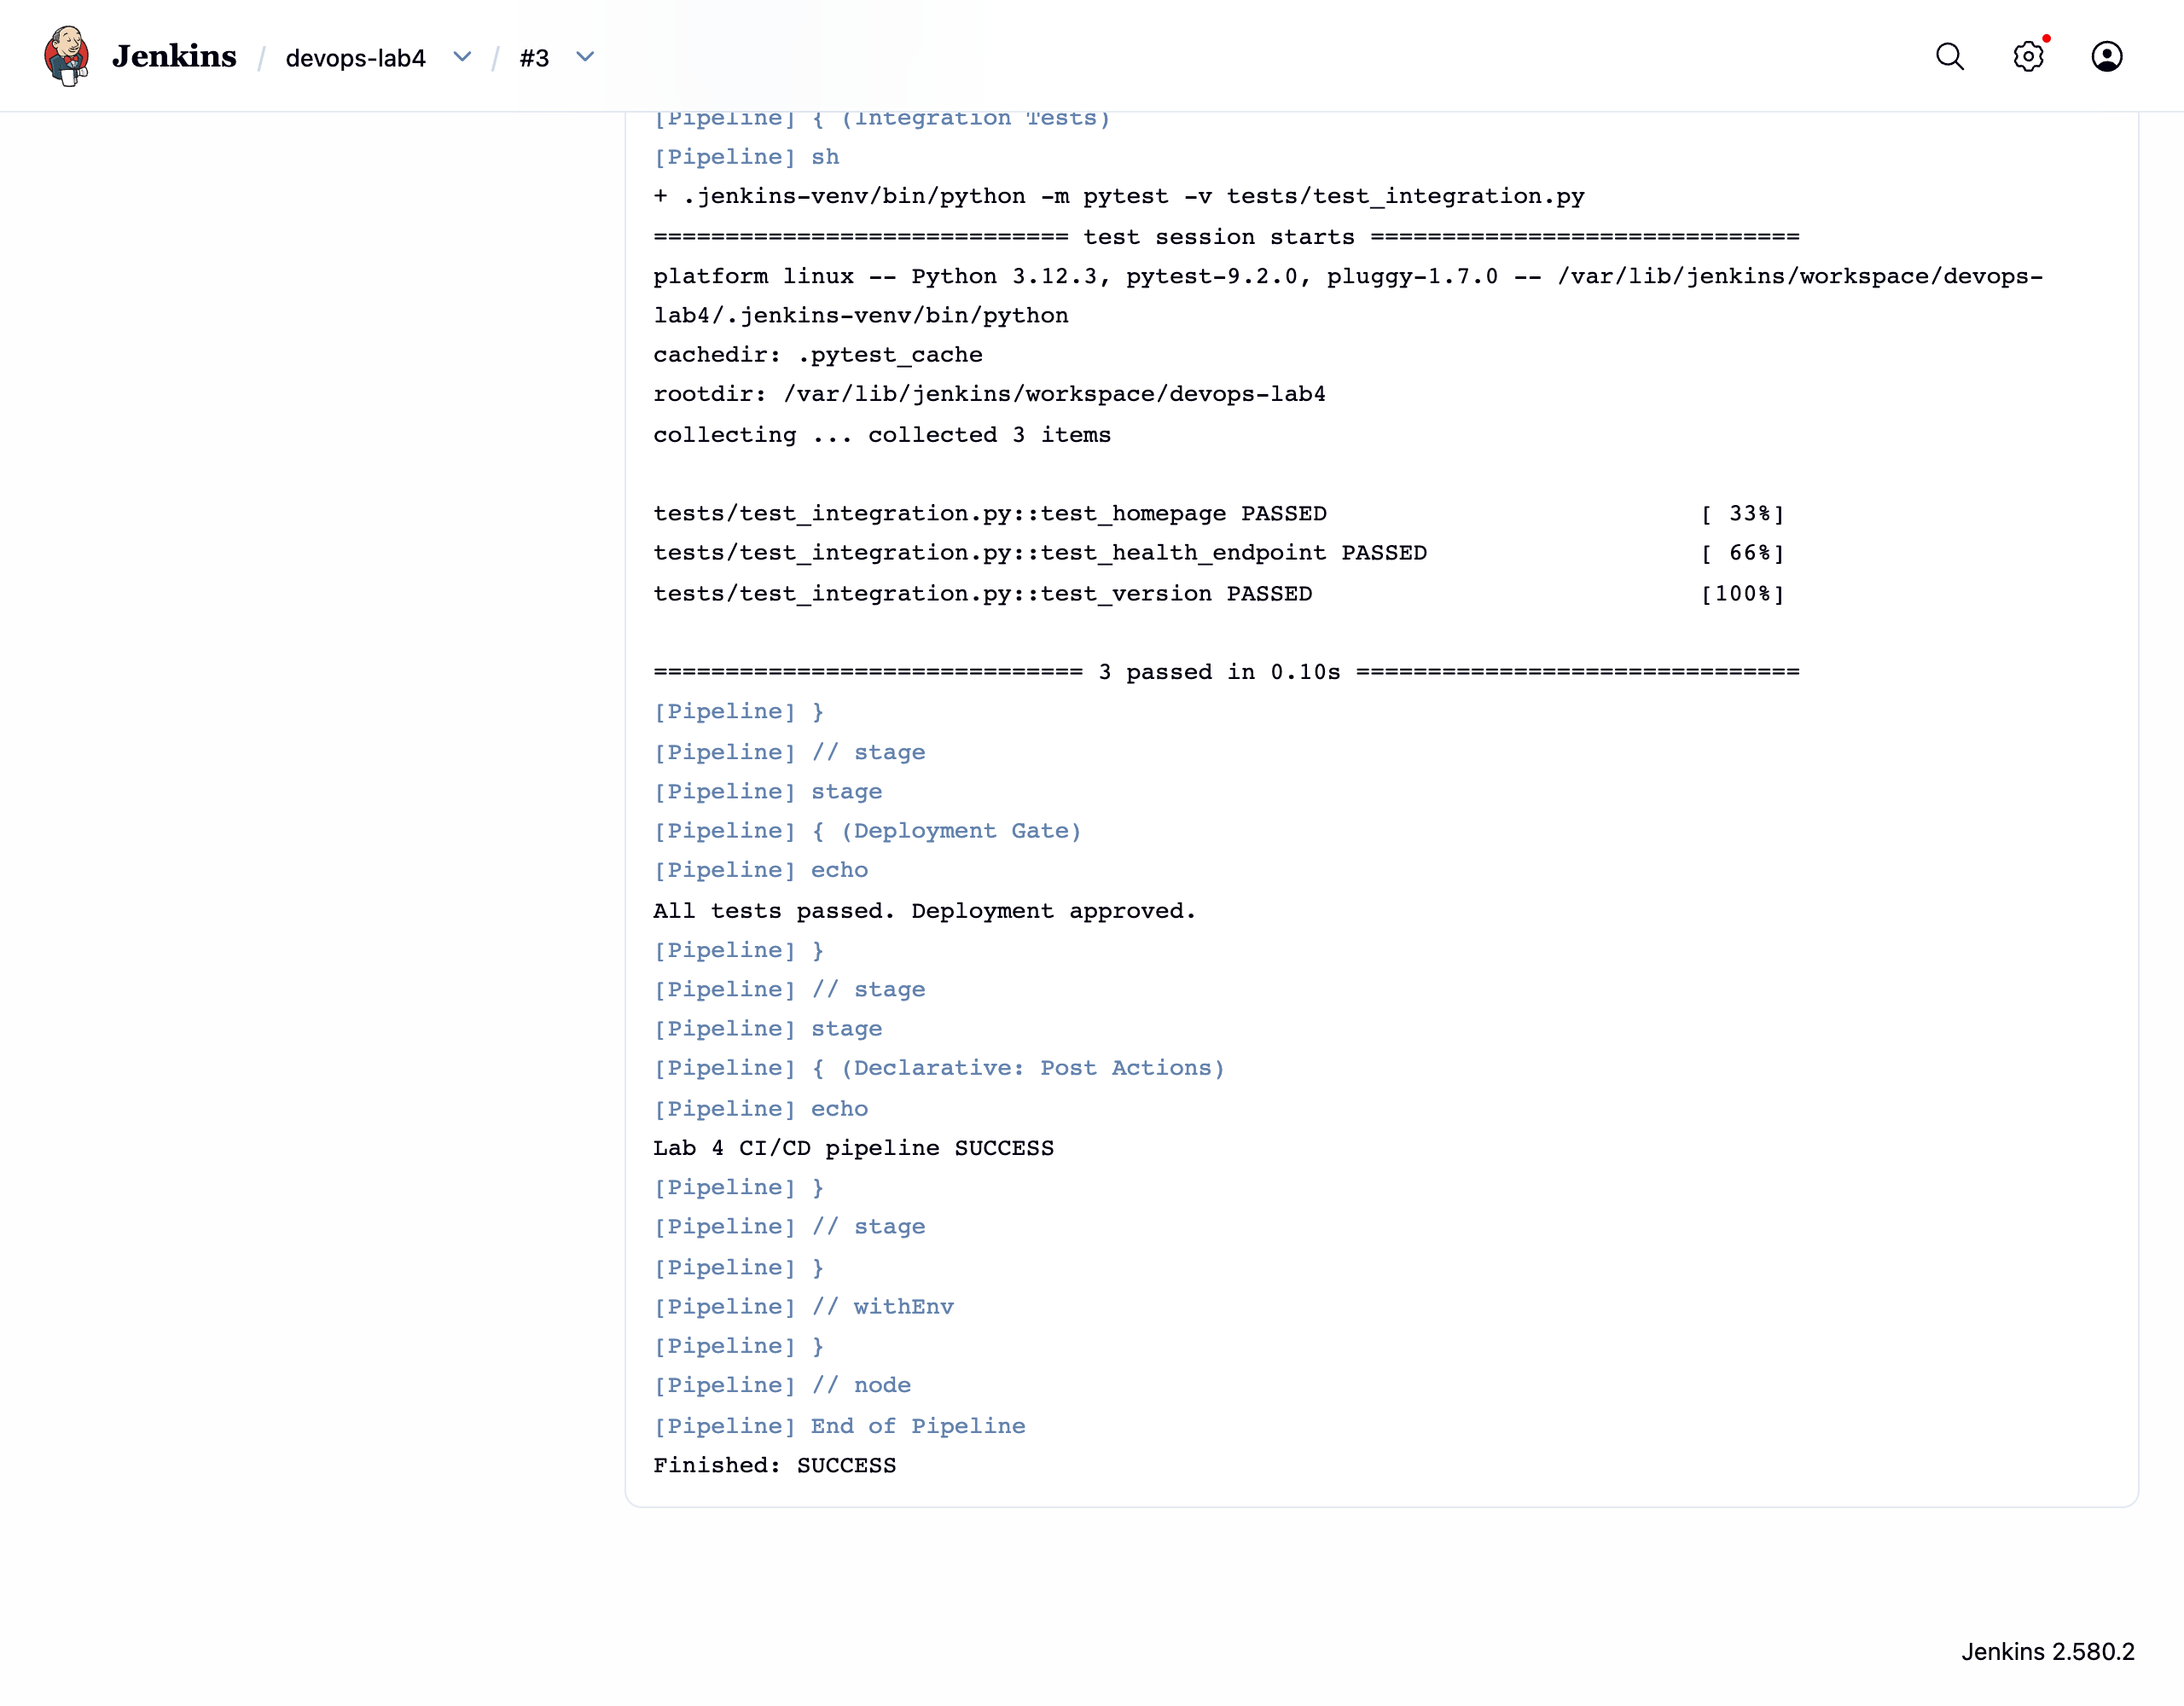 Jenkins / devops-lab4 / #3
[Pipeline] { (Integration Tests)
[Pipeline] sh
+ .jenkins-venv/bin/python -m pytest -v tests/test_integration.py
============================= test session starts ==============================
platform linux -- Python 3.12.3, pytest-9.2.0, pluggy-1.7.0 -- /var/lib/jenkins/workspace/devops-
lab4/.jenkins-venv/bin/python
cachedir: .pytest_cache
rootdir: /var/lib/jenkins/workspace/devops-lab4
collecting ... collected 3 items
tests/test_integration.py::test_homepage PASSED [ 33%]
tests/test_integration.py::test_health_endpoint PASSED [ 66%]
tests/test_integration.py::test_version PASSED [100%]
============================== 3 passed in 0.10s ===============================
[Pipeline] }
[Pipeline] // stage
[Pipeline] stage
[Pipeline] { (Deployment Gate)
[Pipeline] echo
All tests passed. Deployment approved.
[Pipeline] }
[Pipeline] // stage
[Pipeline] stage
[Pipeline] { (Declarative: Post Actions)
[Pipeline] echo
Lab 4 CI/CD pipeline SUCCESS
[Pipeline] }
[Pipeline] // stage
[Pipeline] }
[Pipeline] // withEnv
[Pipeline] }
[Pipeline] // node
[Pipeline] End of Pipeline
Finished: SUCCESS
Jenkins 2.580.2